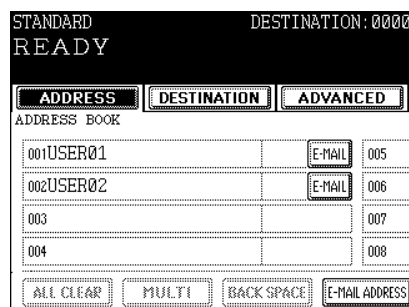 STANDARD DESTINATION:0000
READY
ADDRESS DESTINATION ADVANCED
ADDRESS BOOK
001USER01 E-MAIL 005
002USER02 E-MAIL 006
003 007
004 008
ALL CLEAR MULTI BACK SPACE E-MAIL ADDRESS